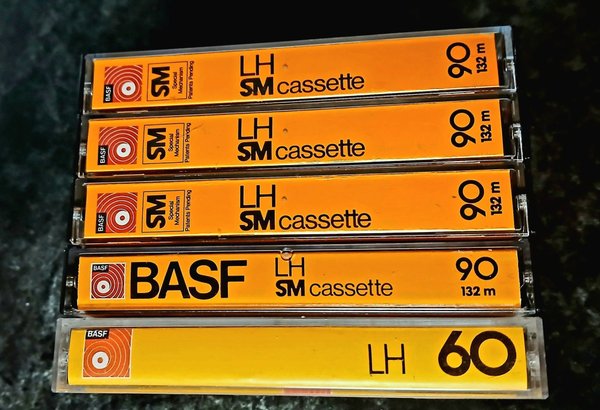 BASF
SM
Special
Mechanism
Patents Pending
LH
SM cassette
90
132 m
BASF
SM
Special
Mechanism
Patents Pending
LH
SM cassette
90
132 m
BASF
SM
Special
Mechanism
Patents Pending
LH
SM cassette
90
132 m
BASF
BASF
LH
SM cassette
90
132 m
BASF
LH
60